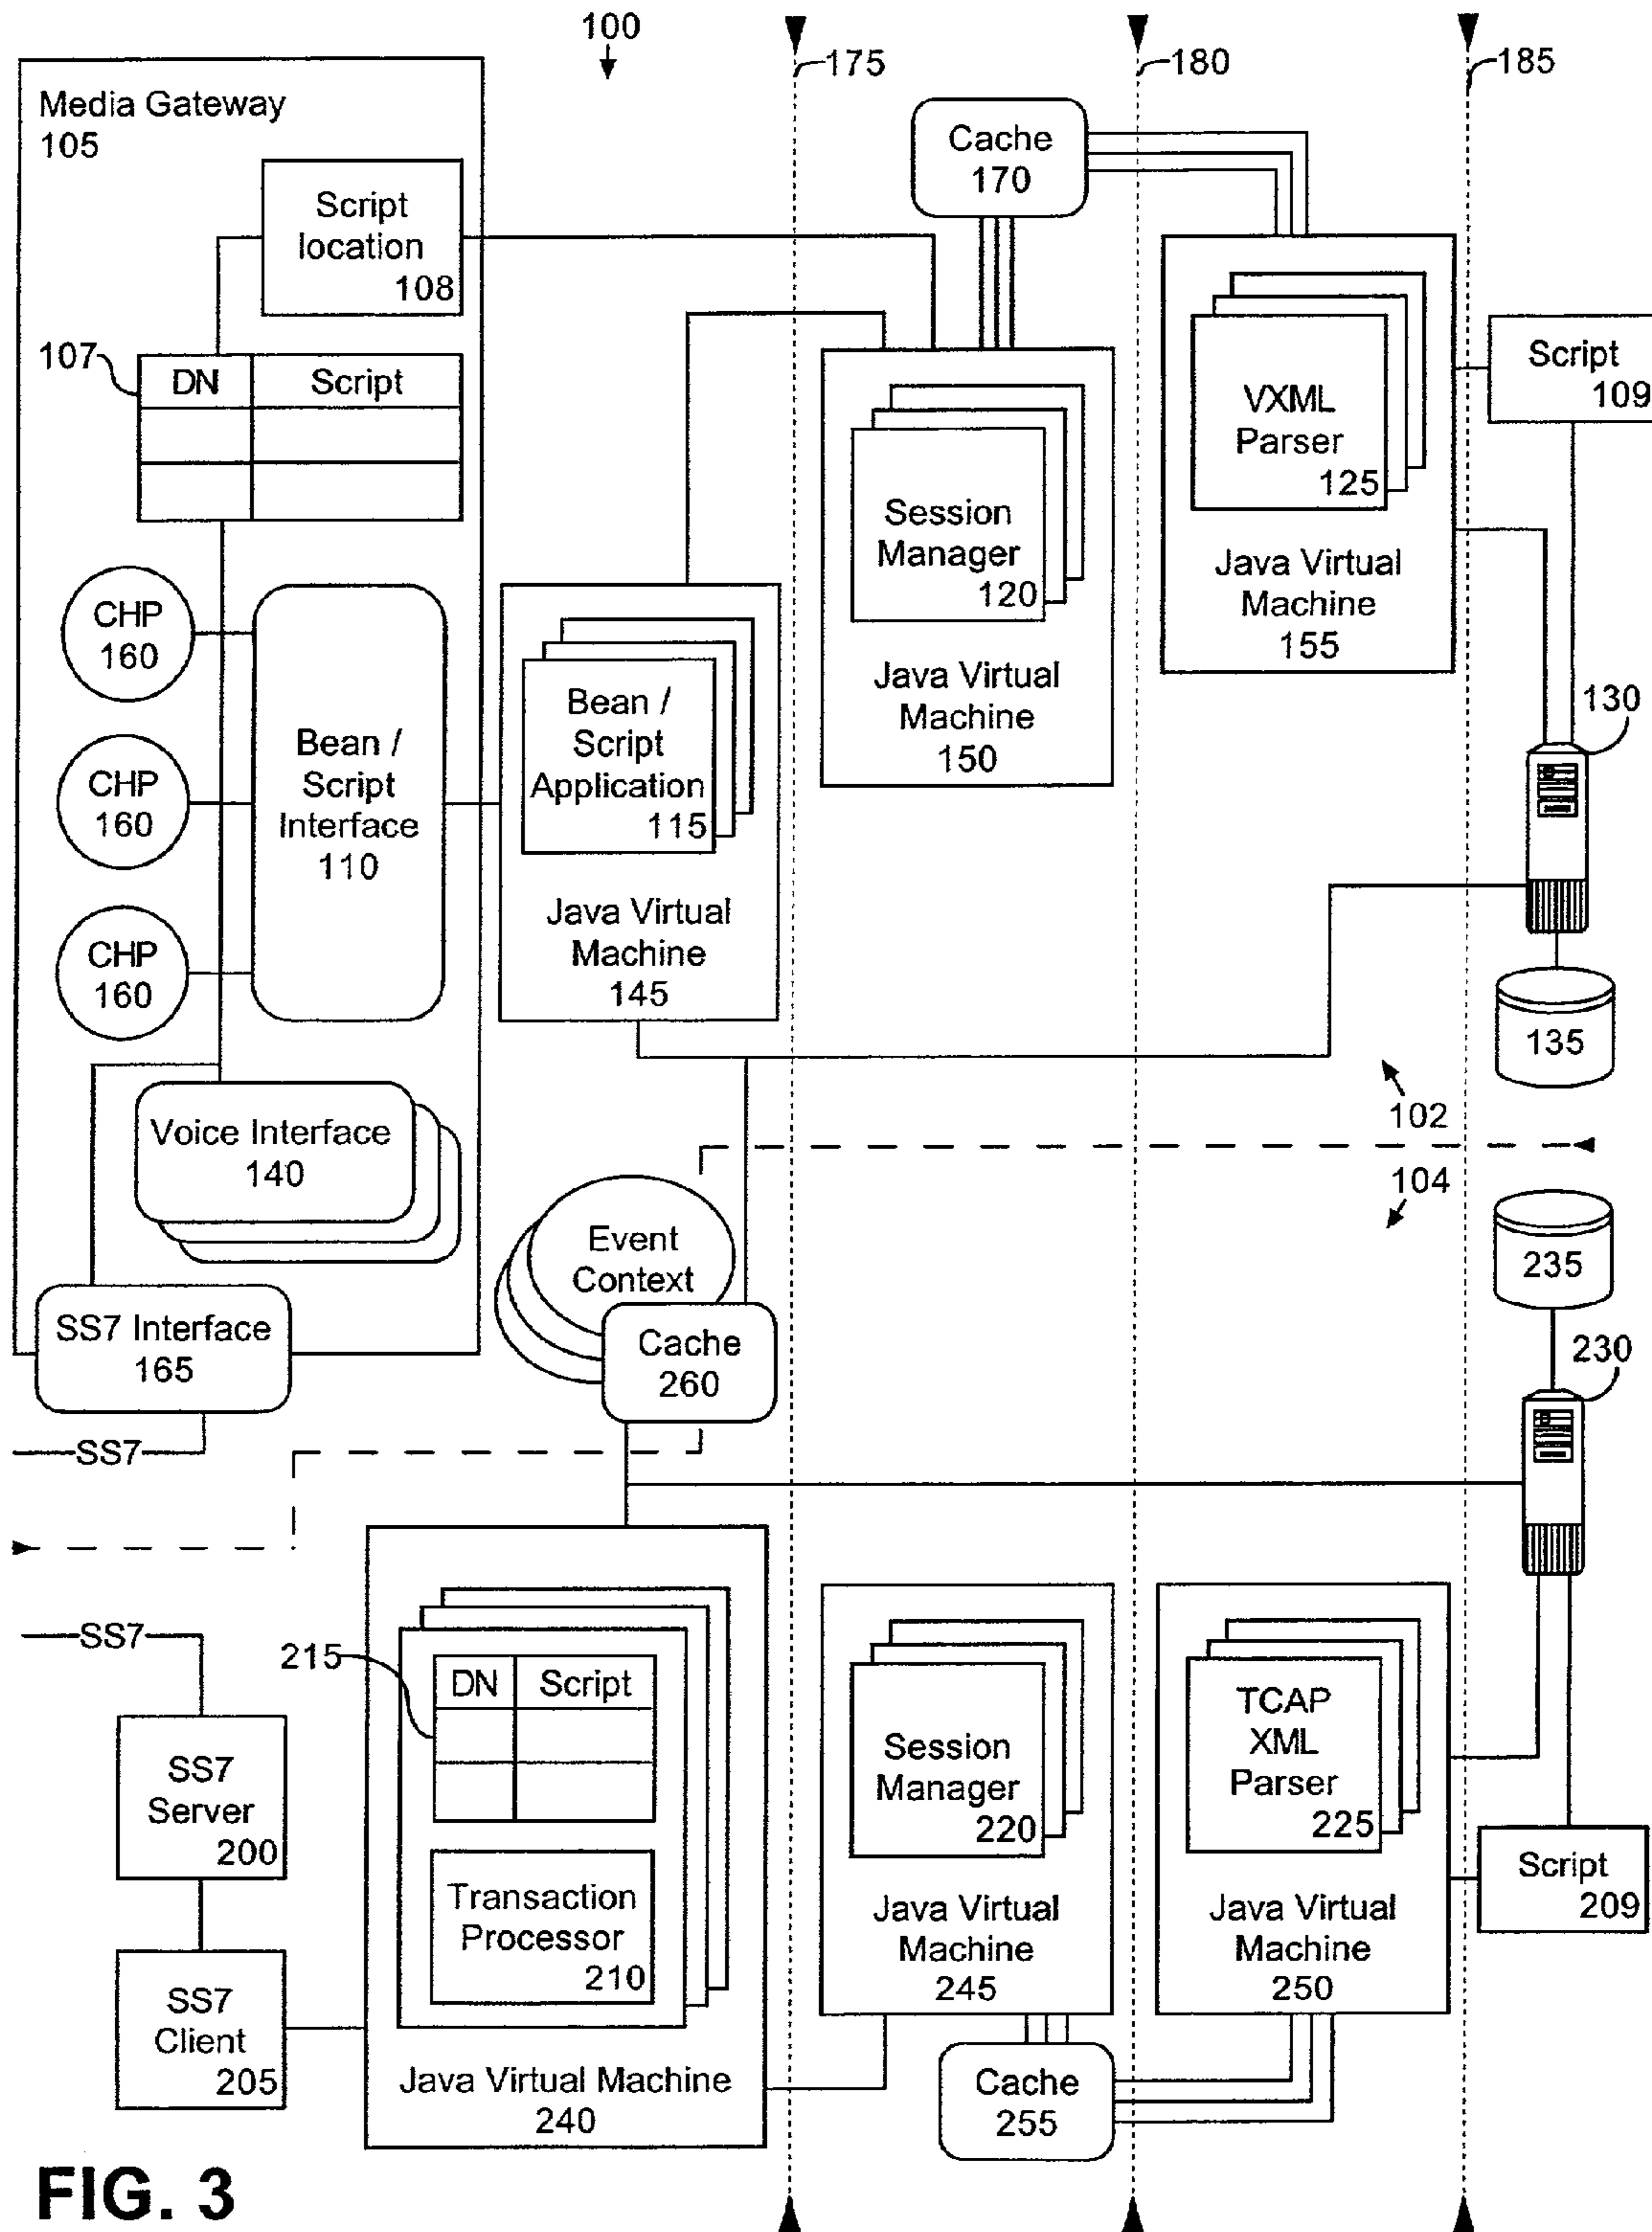 100
175
180
185
Media Gateway
105
Script
location
108
107
DN
Script
Cache
170
VXML
Parser
125
Java Virtual
Machine
155
Script
109
Session
Manager
120
Java Virtual
Machine
150
CHP
160
CHP
160
CHP
160
Bean /
Script
Interface
110
Bean /
Script
Application
115
Java Virtual
Machine
145
130
135
102
104
Voice Interface
140
SS7 Interface
165
SS7
Event
Context
Cache
260
235
230
SS7
SS7
Server
200
SS7
Client
205
215
DN
Script
Transaction
Processor
210
Java Virtual Machine
240
Session
Manager
220
Java Virtual
Machine
245
TCAP
XML
Parser
225
Java Virtual
Machine
250
Script
209
Cache
255
FIG. 3